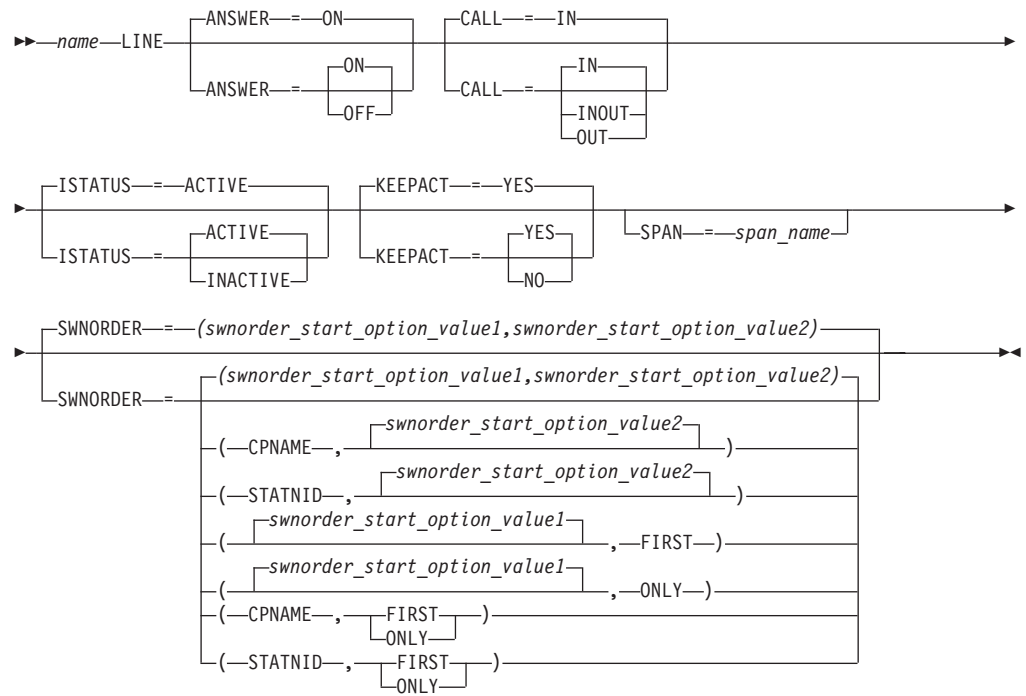 ANSWER = ON CALL = IN
name LINE
ON IN
ANSWER = CALL =
OFF INOUT
OUT
ISTATUS = ACTIVE KEEPACT = YES
ACTIVE YES SPAN = span_name
ISTATUS = KEEPACT =
INACTIVE NO
SWNORDER = (swnorder_start_option_value1,swnorder_start_option_value2)
(swnorder_start_option_value1,swnorder_start_option_value2)
SWNORDER =
swnorder_start_option_value2
( CPNAME , )
swnorder_start_option_value2
( STATNID , )
swnorder_start_option_value1
( , FIRST )
swnorder_start_option_value1
( , ONLY )
( CPNAME , FIRST )
ONLY
( STATNID , FIRST )
ONLY